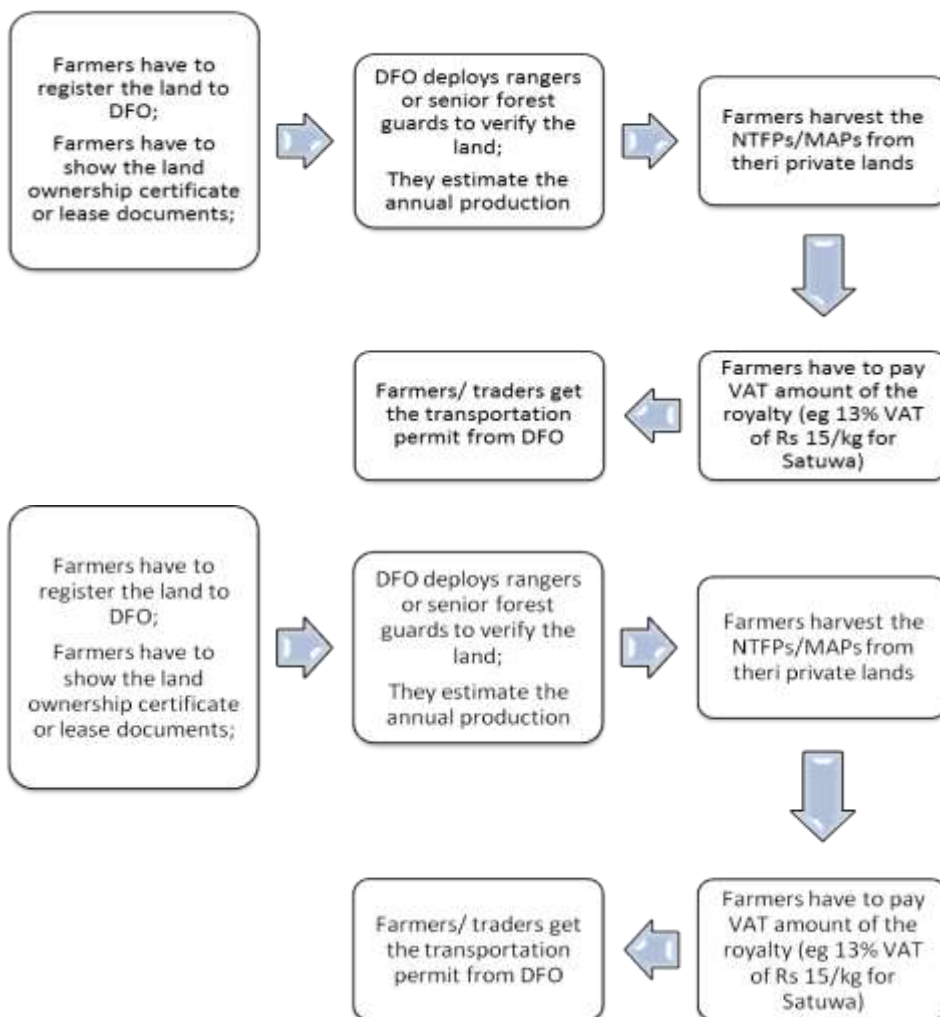 Farmers have to
register the land to
DFO;
Farmers have to
show the land
ownership certificate
or lease documents;
DFO deploys rangers
or senior forest
guards to verify the
land;
They estimate the
annual production
Farmers harvest the
NTFPs/MAPs from
theri private lands
Farmers have to pay
VAT amount of the
royalty (eg 13% VAT
of Rs 15/kg for
Satuwa)
Farmers/ traders get
the transportation
permit from DFO
Farmers have to
register the land to
DFO;
Farmers have to
show the land
ownership certificate
or lease documents;
DFO deploys rangers
or senior forest
guards to verify the
land;
They estimate the
annual production
Farmers harvest the
NTFPs/MAPs from
theri private lands
Farmers have to pay
VAT amount of the
royalty (eg 13% VAT
of Rs 15/kg for
Satuwa)
Farmers/ traders get
the transportation
permit from DFO